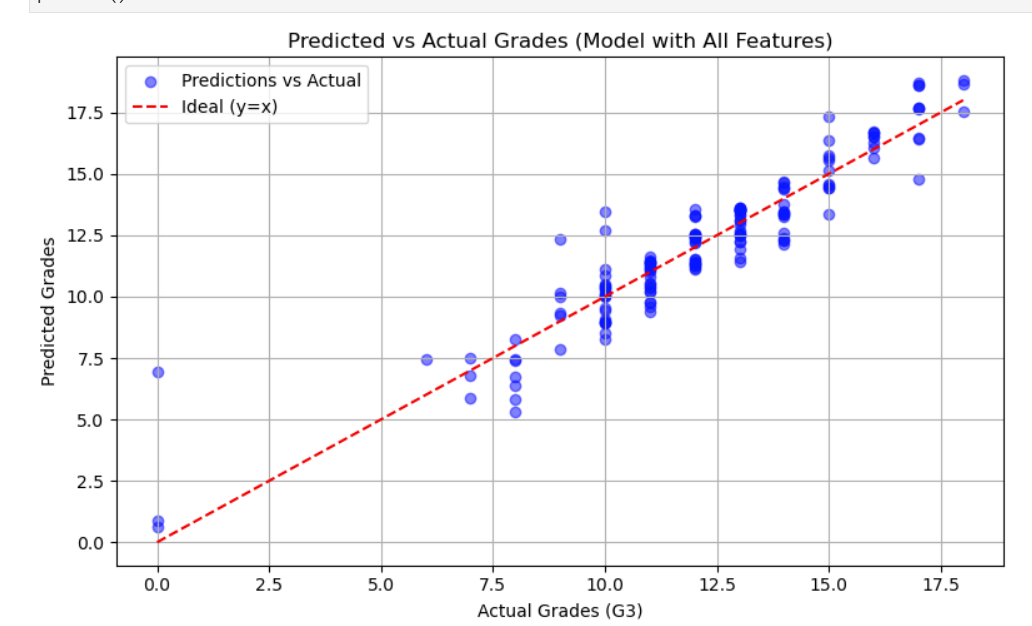 Predicted vs Actual Grades (Model with All Features)
Predictions vs Actual
Ideal (y=x)
Predicted Grades
17.5
15.0
12.5
10.0
7.5
5.0
2.5
0.0
0.0 2.5 5.0 7.5 10.0 12.5 15.0 17.5
Actual Grades (G3)